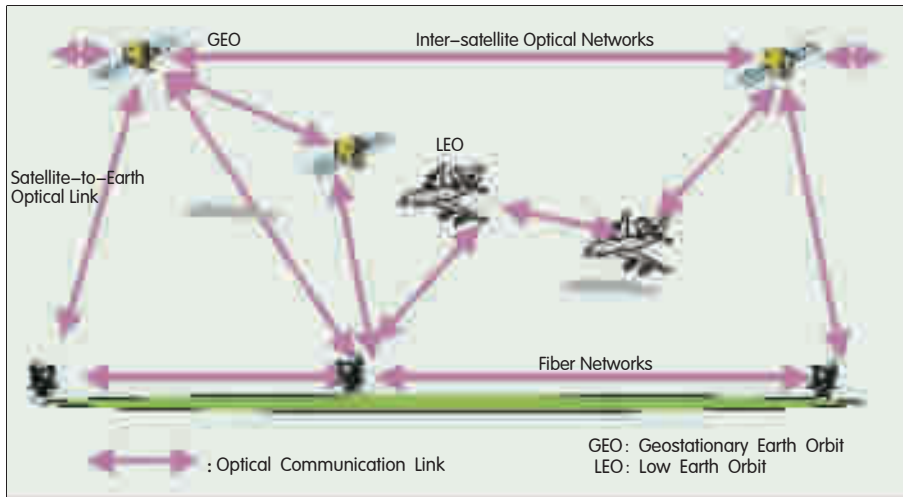 GEO
Inter-satellite Optical Networks
LEO
Satellite-to-Earth
Optical Link
Fiber Networks
: Optical Communication Link
GEO: Geostationary Earth Orbit
LEO: Low Earth Orbit